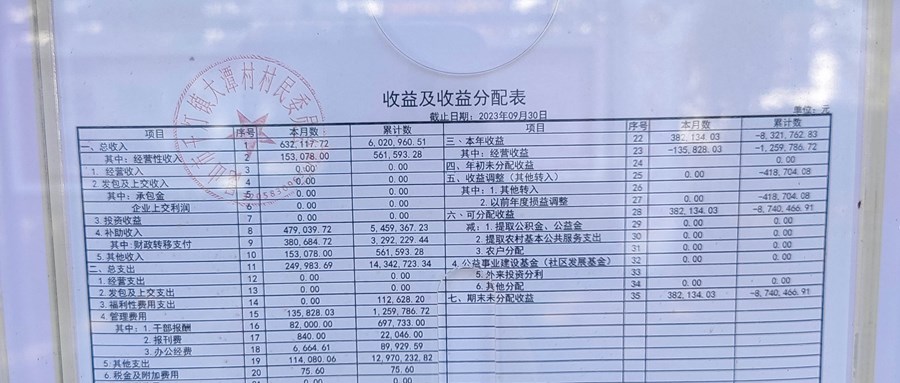 收益及收益分配表
截止日期：2023年09月30日
单位：元
项目 序号 本月数 累计数 项目 序号 本月数 累计数
一、总收入 1 632,117.72 6,020,960.51 三、本年收益 22 382,134.03 -8,321,762.83
其中：经营性收入 2 153,078.00 561,593.28 其中：经营收益 23 -135,828.03 -1,259,786.72
1. 经营收入 3 0.00 0.00 四、年初未分配收益 24 0.00
2. 发包及上交收入 4 0.00 0.00 五、收益调整（其他转入） 25 0.00 -418,704.08
其中：承包金 5 0.00 0.00 其中：1. 其他转入 26
企业上交利润 6 0.00 0.00 2. 以前年度损益调整 27 0.00 -418,704.08
3. 投资收益 7 0.00 0.00 六、可分配收益 28 382,134.03 -8,740,466.91
4. 补助收入 8 479,039.72 5,459,367.23 减：1. 提取公积金、公益金 29 0.00 0.00
其中：财政转移支付 9 380,684.72 3,292,229.44 2. 提取农村基本公共服务支出 30 0.00 0.00
5. 其他收入 10 153,078.00 561,593.28 3. 农户分配 31 0.00 0.00
二、总支出 11 249,983.69 14,342,723.34 4. 公益事业建设基金（社区发展基金） 32 0.00 0.00
1. 经营支出 12 0.00 0.00 5. 外来投资分利 33
2. 发包及上交支出 13 0.00 0.00 6. 其他分配 34 0.00 0.00
3. 福利性费用支出 14 0.00 112,628.20 七、期末未分配收益 35 382,134.03 -8,740,466.91
4. 管理费用 15 135,828.03 1,259,786.72
其中：1. 干部报酬 16 82,000.00 697,733.00
2. 报刊费 17 840.00 22,046.00
3. 办公经费 18 6,664.61 89,929.59
5. 其他支出 19 114,080.06 12,970,232.82
6. 税金及附加费用 20 75.60 75.60
0.00 0.00
镇大潭村村民委员